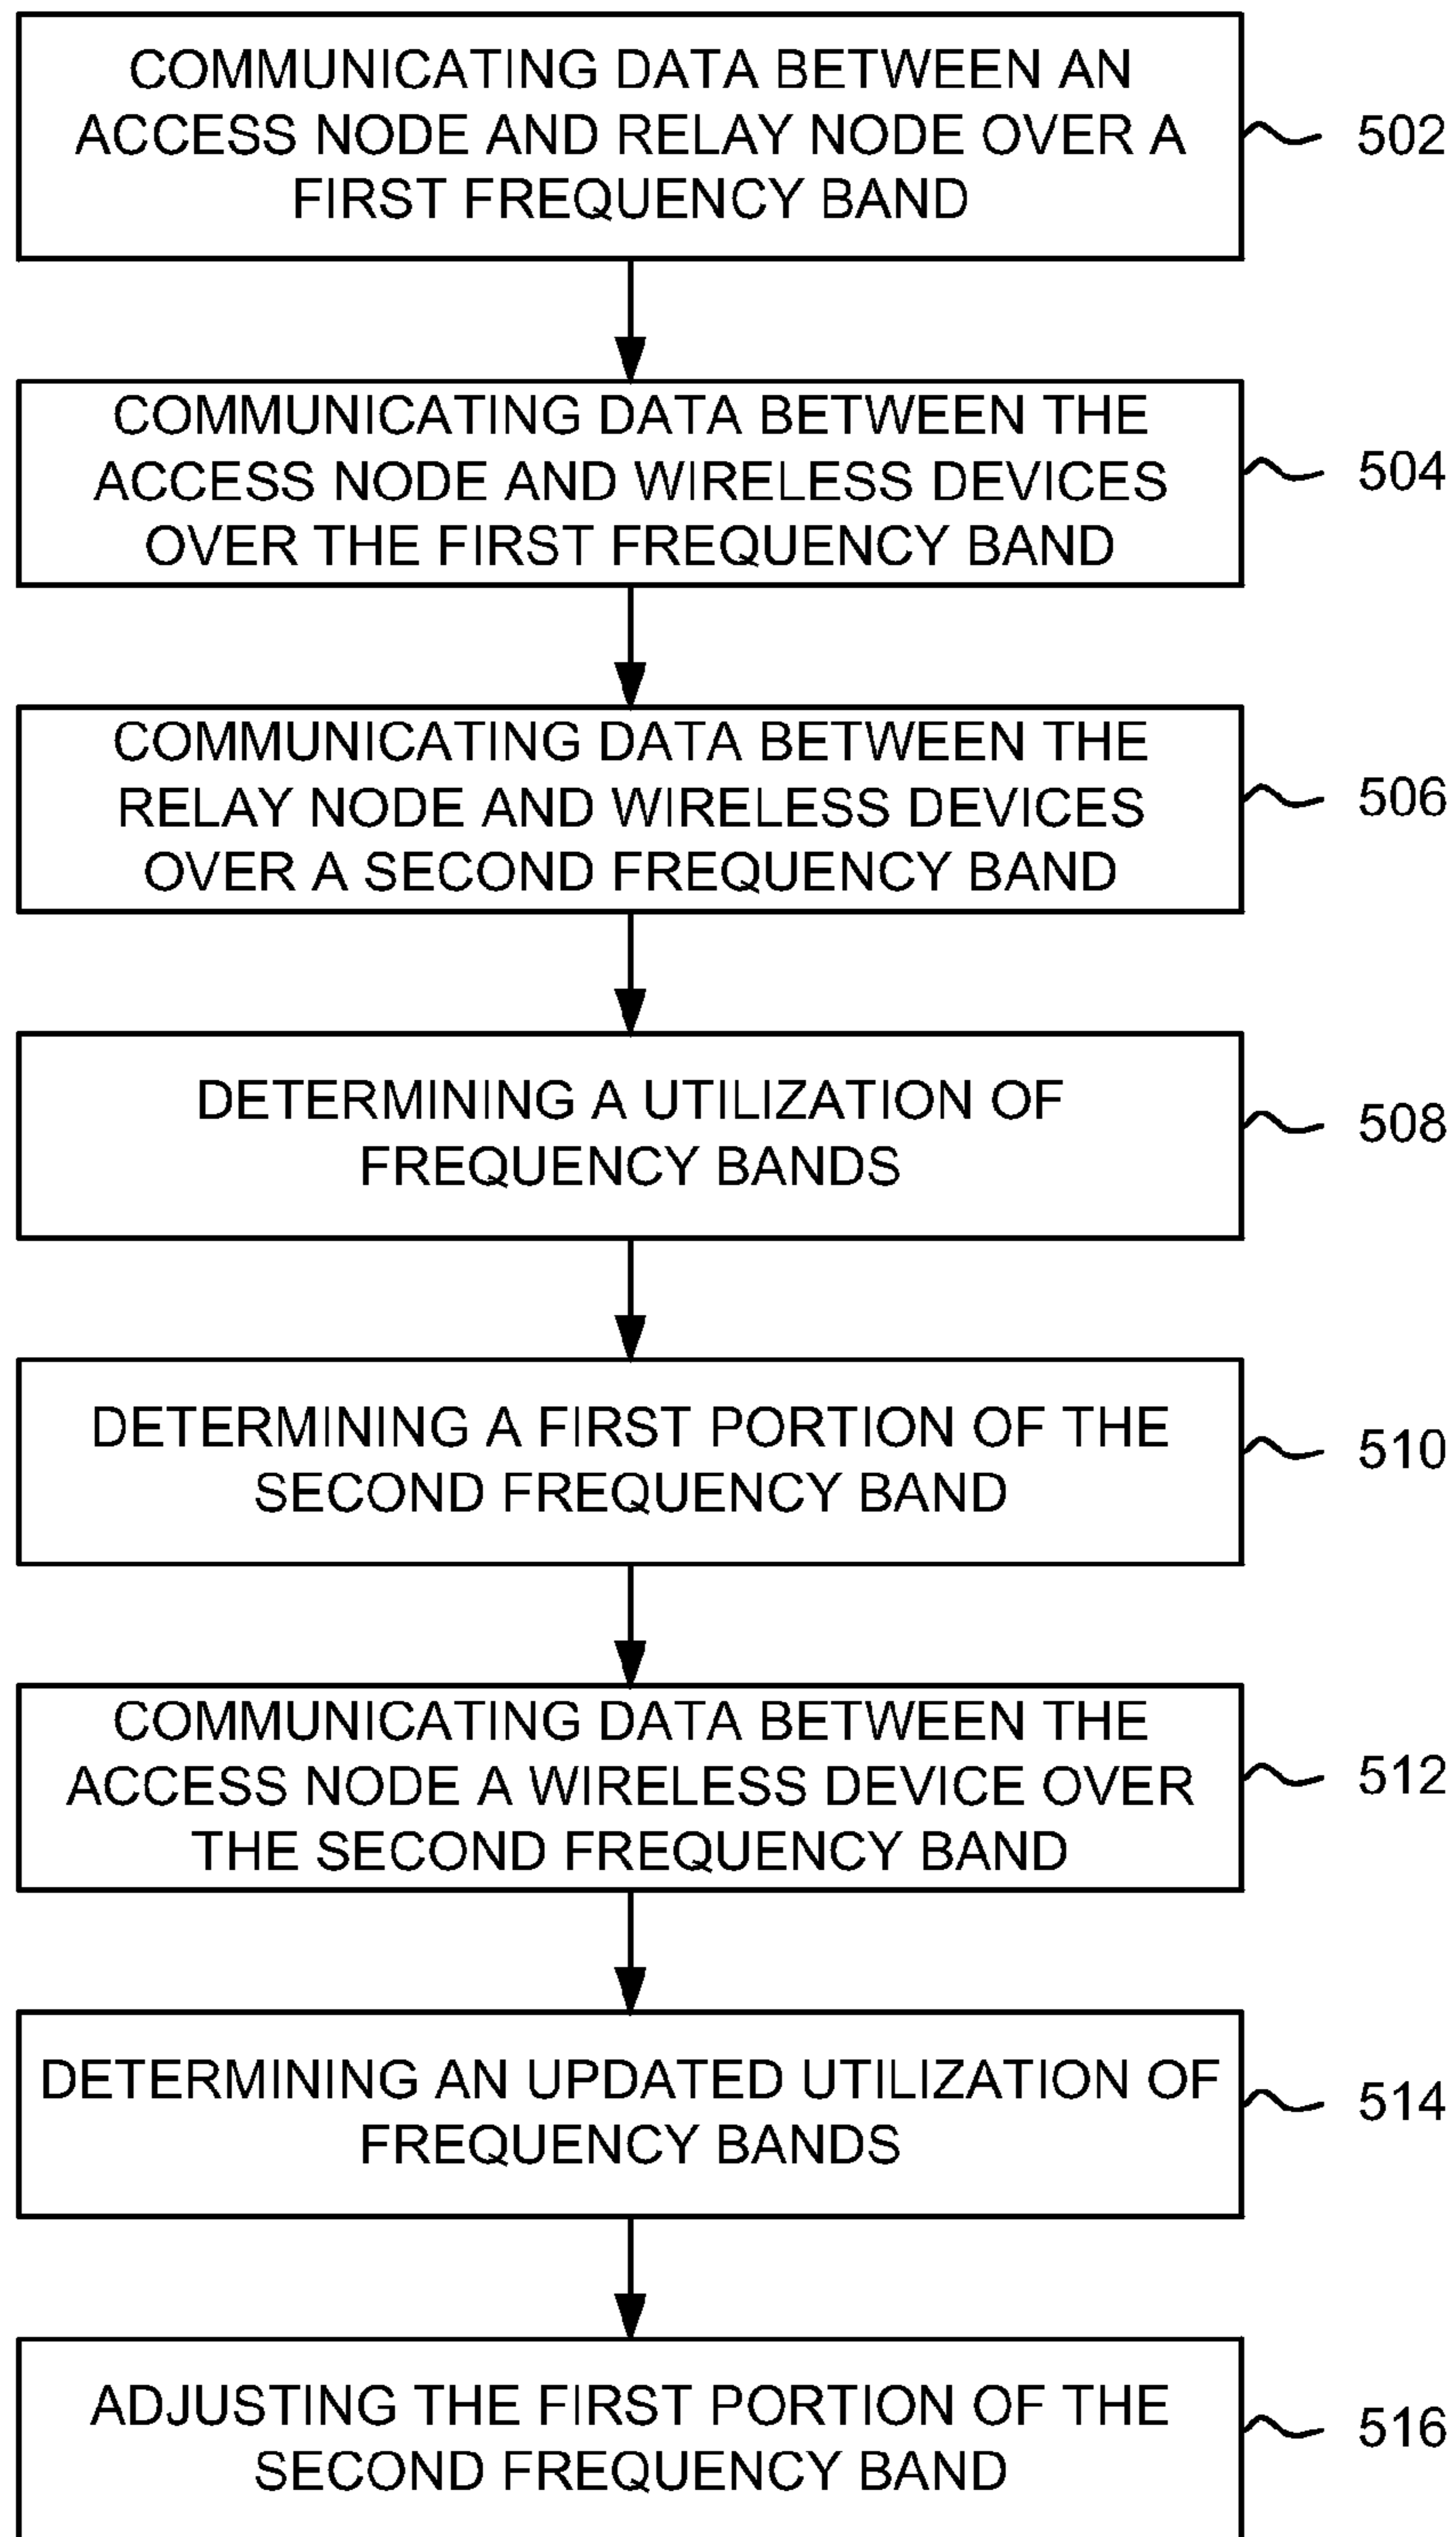 COMMUNICATING DATA BETWEEN AN
ACCESS NODE AND RELAY NODE OVER A
FIRST FREQUENCY BAND
502
COMMUNICATING DATA BETWEEN THE
ACCESS NODE AND WIRELESS DEVICES
OVER THE FIRST FREQUENCY BAND
504
COMMUNICATING DATA BETWEEN THE
RELAY NODE AND WIRELESS DEVICES
OVER A SECOND FREQUENCY BAND
506
DETERMINING A UTILIZATION OF
FREQUENCY BANDS
508
DETERMINING A FIRST PORTION OF THE
SECOND FREQUENCY BAND
510
COMMUNICATING DATA BETWEEN THE
ACCESS NODE A WIRELESS DEVICE OVER
THE SECOND FREQUENCY BAND
512
DETERMINING AN UPDATED UTILIZATION OF
FREQUENCY BANDS
514
ADJUSTING THE FIRST PORTION OF THE
SECOND FREQUENCY BAND
516